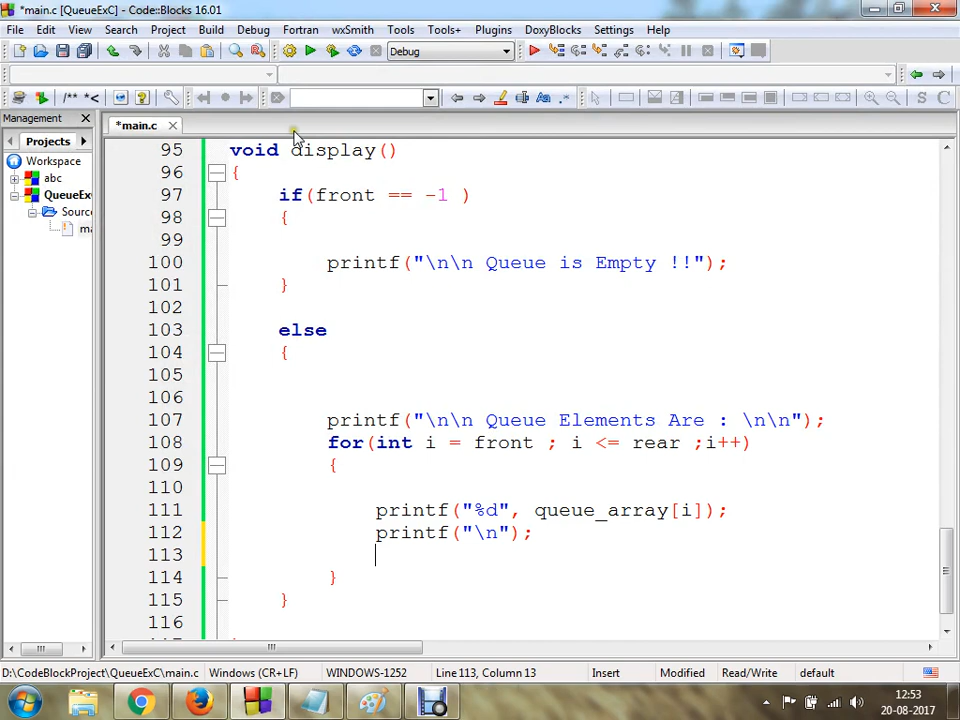 *main.c [QueueExC] - Code::Blocks 16.01
File Edit View Search Project Build Debug Fortran wxSmith Tools Tools+ Plugins DoxyBlocks Settings Help
Debug
/** *< S C
Management
*main.c
Projects
Workspace
abc
QueueEx
Sourc
ma
95 void display()
96 {
97 if(front == -1 )
98 {
99
100 printf("\n\n Queue is Empty !!");
101 }
102
103 else
104 {
105
106
107 printf("\n\n Queue Elements Are : \n\n");
108 for(int i = front ; i <= rear ;i++)
109 {
110
111 printf("%d", queue_array[i]);
112 printf("\n");
113
114 }
115 }
116
D:\CodeBlockProject\QueueExC\main.c Windows (CR+LF) WINDOWS-1252 Line 113, Column 13 Insert Modified Read/Write default
12:53
20-08-2017